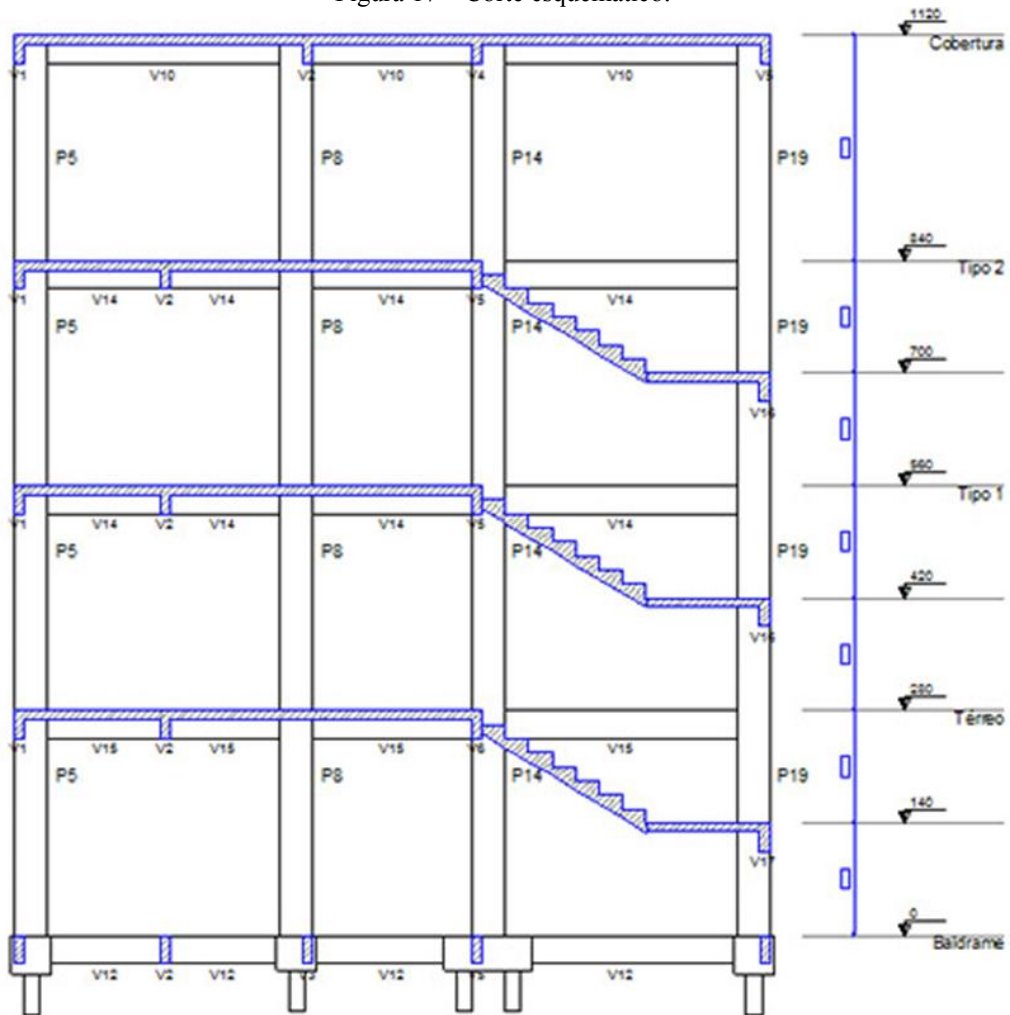 Figura 17 – Corte esquemático.
1120
Cobertura
V1 V10 V2 V10 V4 V10 V5
P5 P8 P14 P19
840
Tipo 2
V1 V14 V2 V14 V14 V5 V14
P5 P8 P14 P19
700
V16
560
Tipo 1
V1 V14 V2 V14 V14 V5 V14
P5 P8 P14 P19
420
V16
280
Térreo
V1 V15 V2 V15 V15 V6 V15
P5 P8 P14 P19
140
V17
0
Baldrame
V12 V2 V12 V12 V12